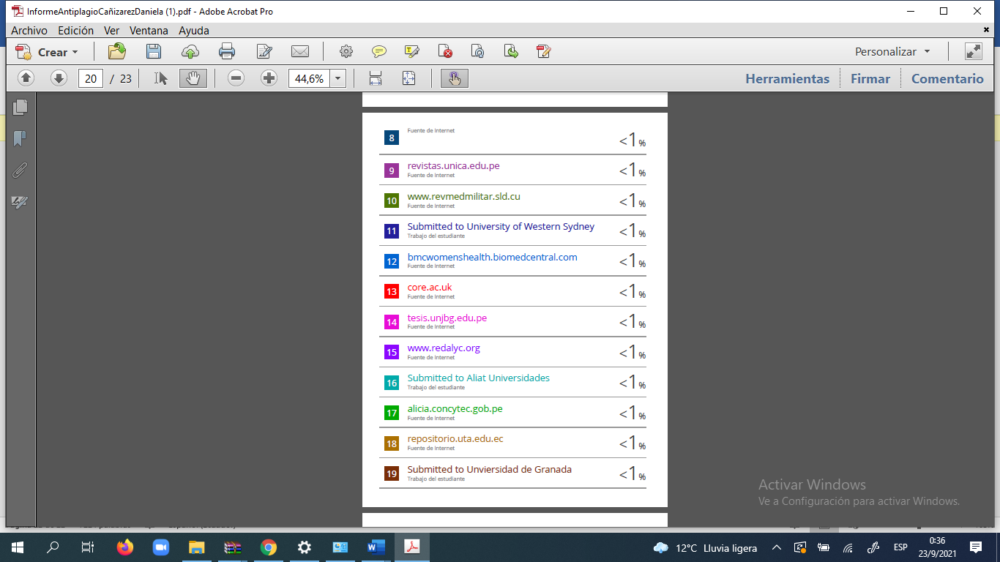 InformeAntiplagioCañizarezDaniela (1).pdf - Adobe Acrobat Pro
Archivo Edición Ver Ventana Ayuda
Crear
Personalizar
20 / 23
44,6%
Herramientas Firmar Comentario
8 Fuente de Internet <1%
9 revistas.unica.edu.pe <1%
Fuente de Internet
10 www.revmedmilitar.sld.cu <1%
Fuente de Internet
11 Submitted to University of Western Sydney <1%
Trabajo del estudiante
12 bmcwomenshealth.biomedcentral.com <1%
Fuente de Internet
13 core.ac.uk <1%
Fuente de Internet
14 tesis.unjbg.edu.pe <1%
Fuente de Internet
15 www.redalyc.org <1%
Fuente de Internet
16 Submitted to Aliat Universidades <1%
Trabajo del estudiante
17 alicia.concytec.gob.pe <1%
Fuente de Internet
18 repositorio.uta.edu.ec <1%
Fuente de Internet
19 Submitted to Unviersidad de Granada <1%
Trabajo del estudiante
Activar Windows
Ve a Configuración para activar Windows.
12°C Lluvia ligera
ESP
0:36
23/9/2021